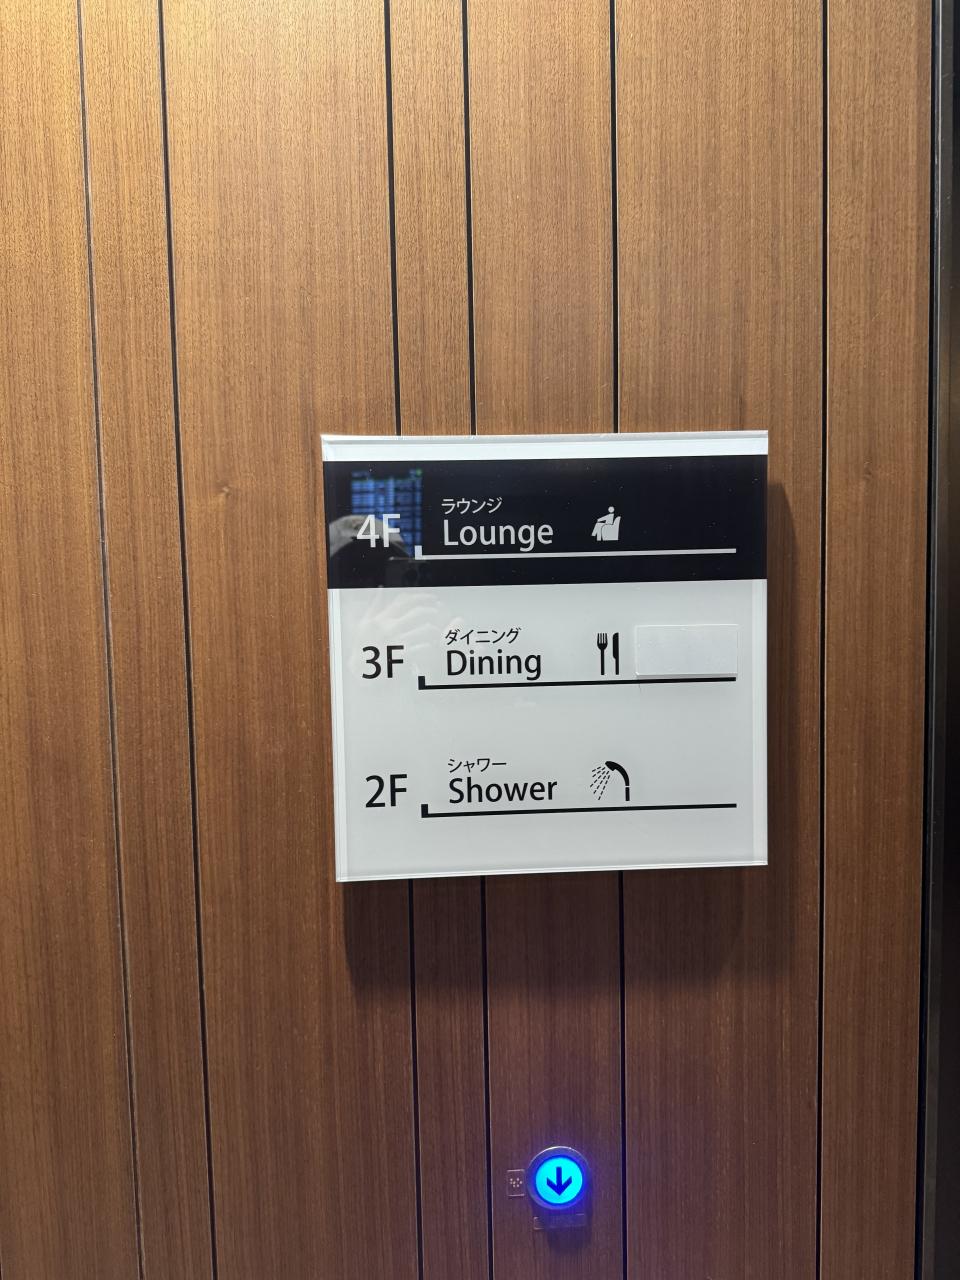 ラウンジ
4F Lounge
ダイニング
3F Dining
シャワー
2F Shower